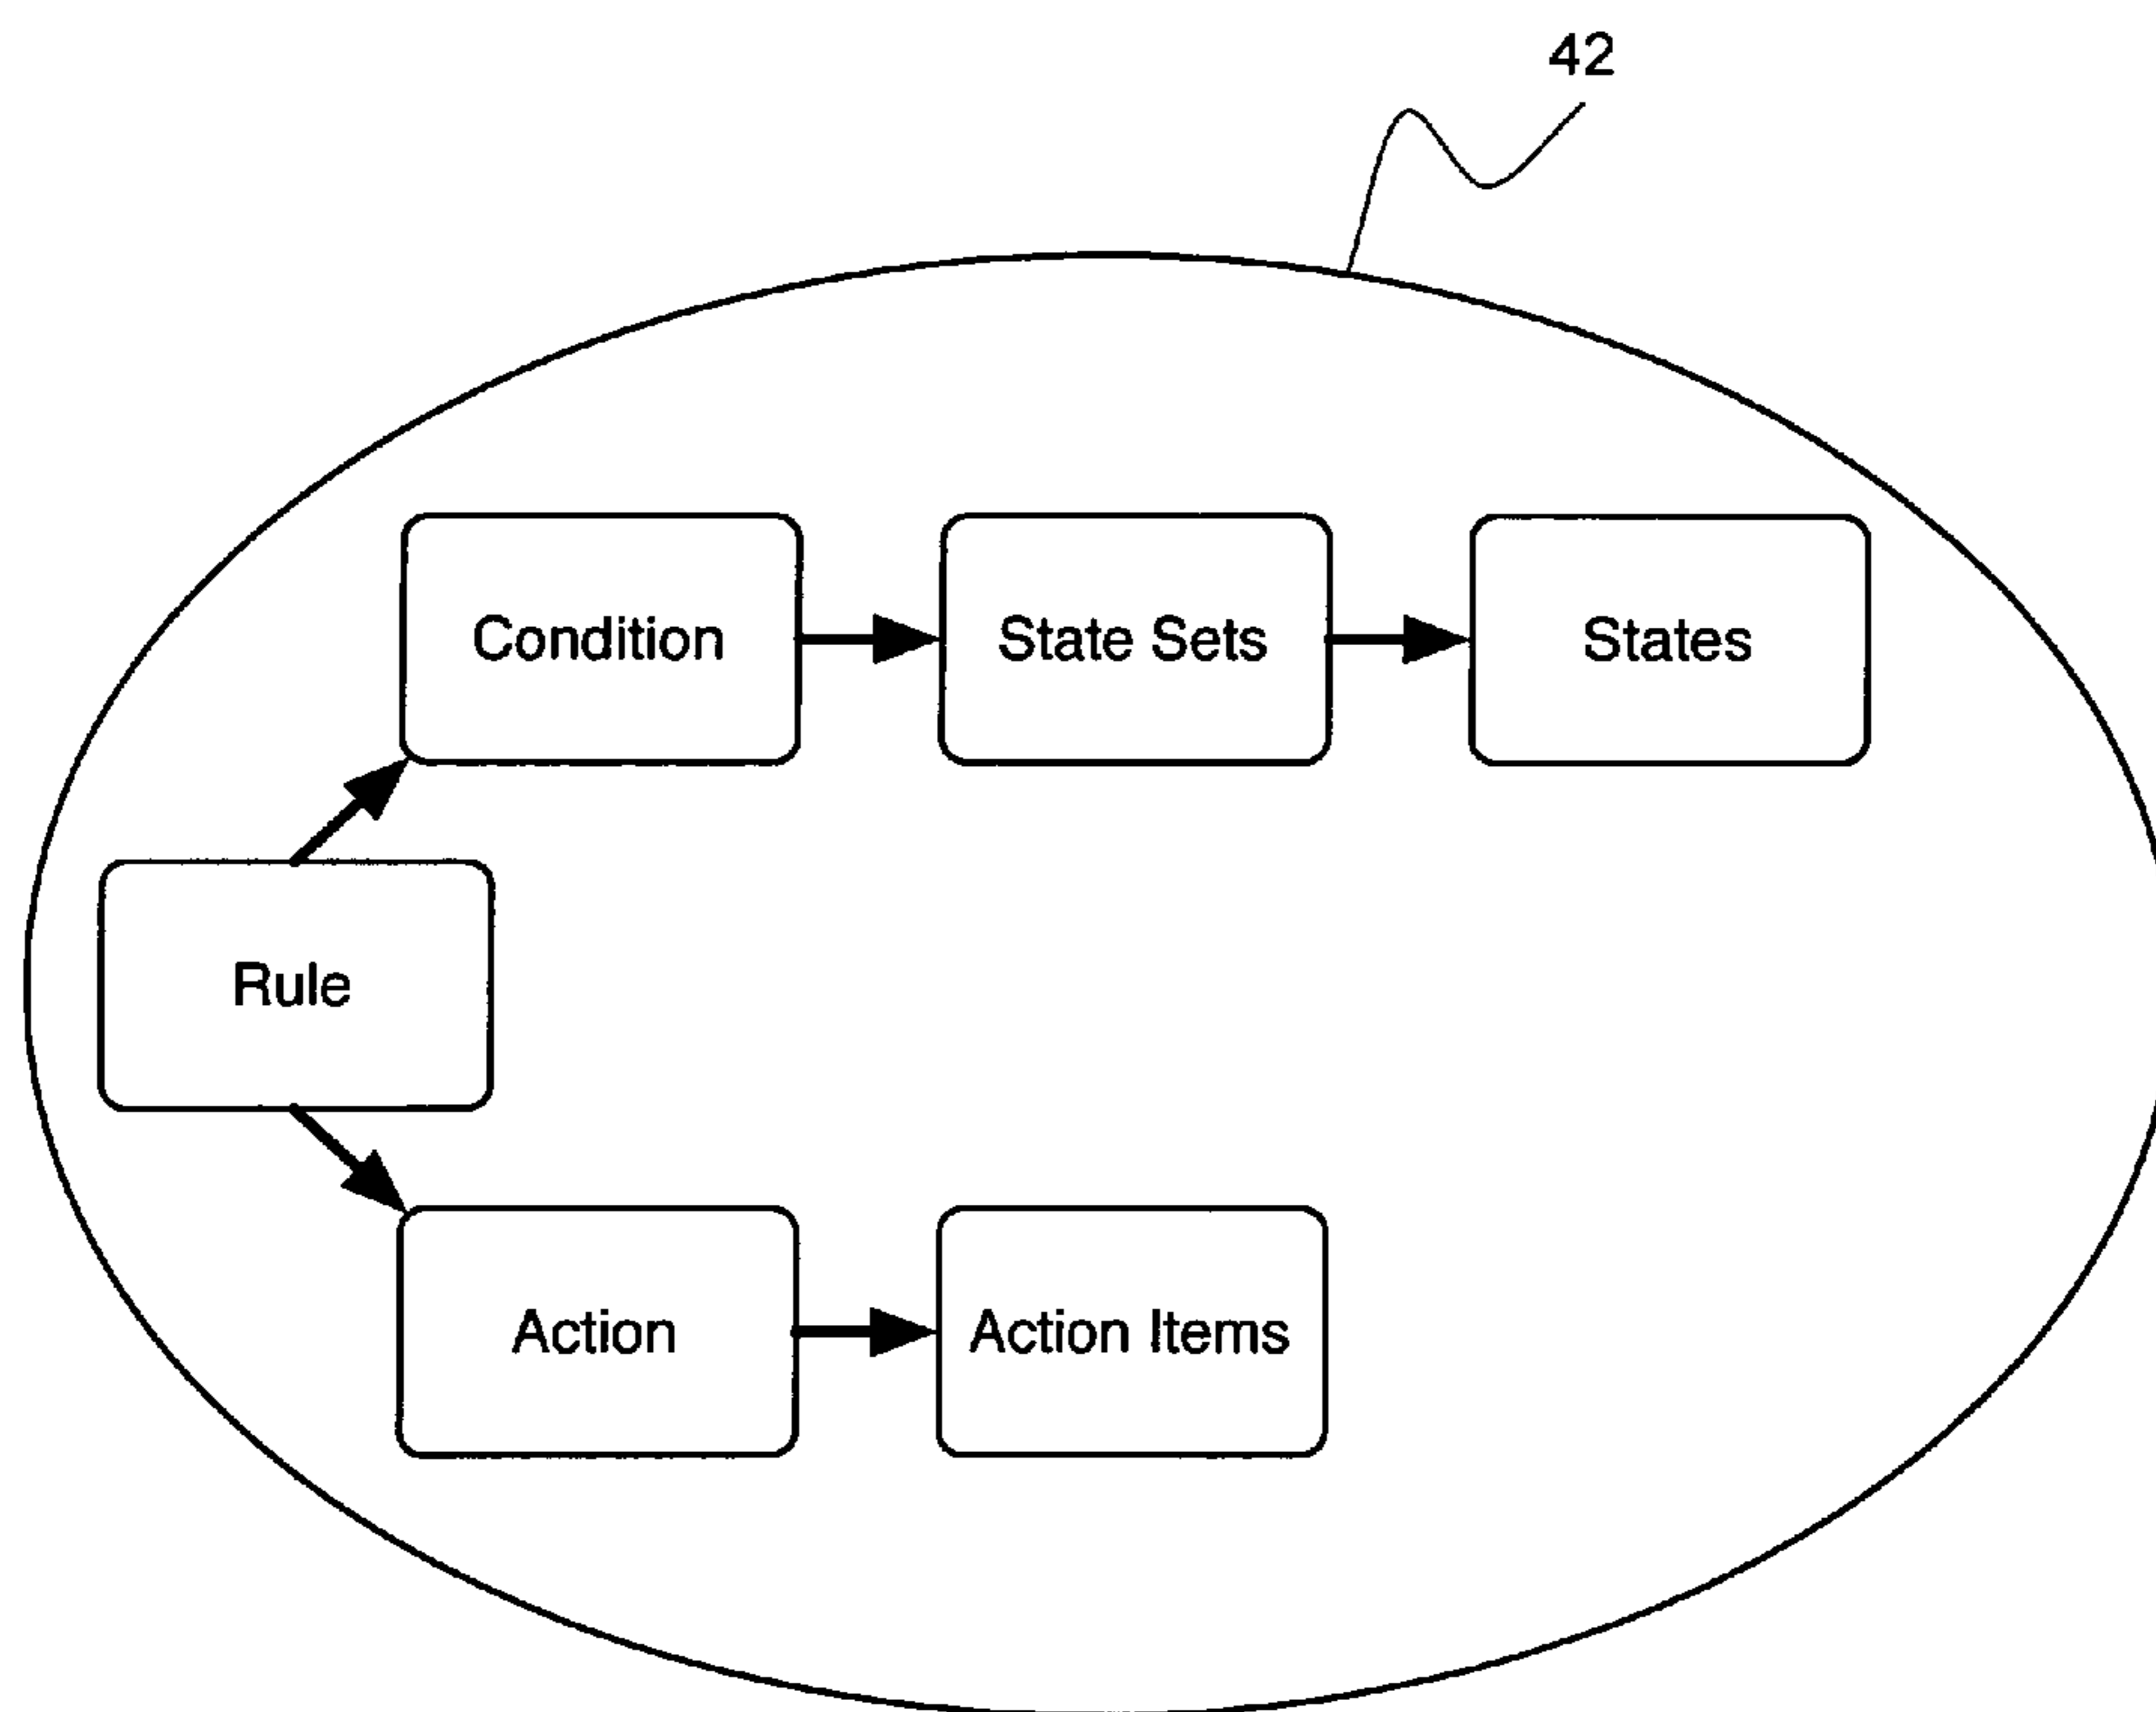 42
Condition
State Sets
States
Rule
Action
Action Items